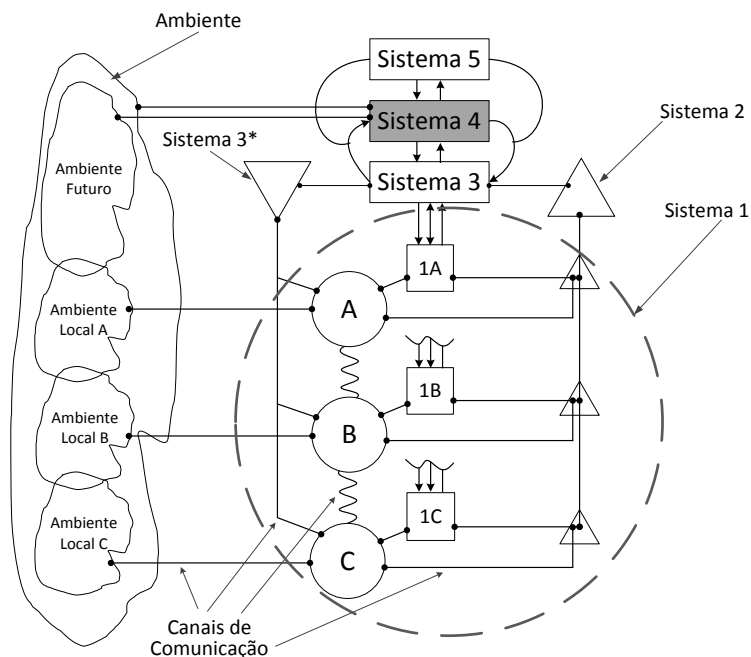 Ambiente
Sistema 5
Sistema 4
Sistema 3*
Sistema 2
Ambiente
Futuro
Sistema 3
Sistema 1
1A
Ambiente
Local A
A
1B
Ambiente
Local B
B
1C
Ambiente
Local C
C
Canais de
Comunicação